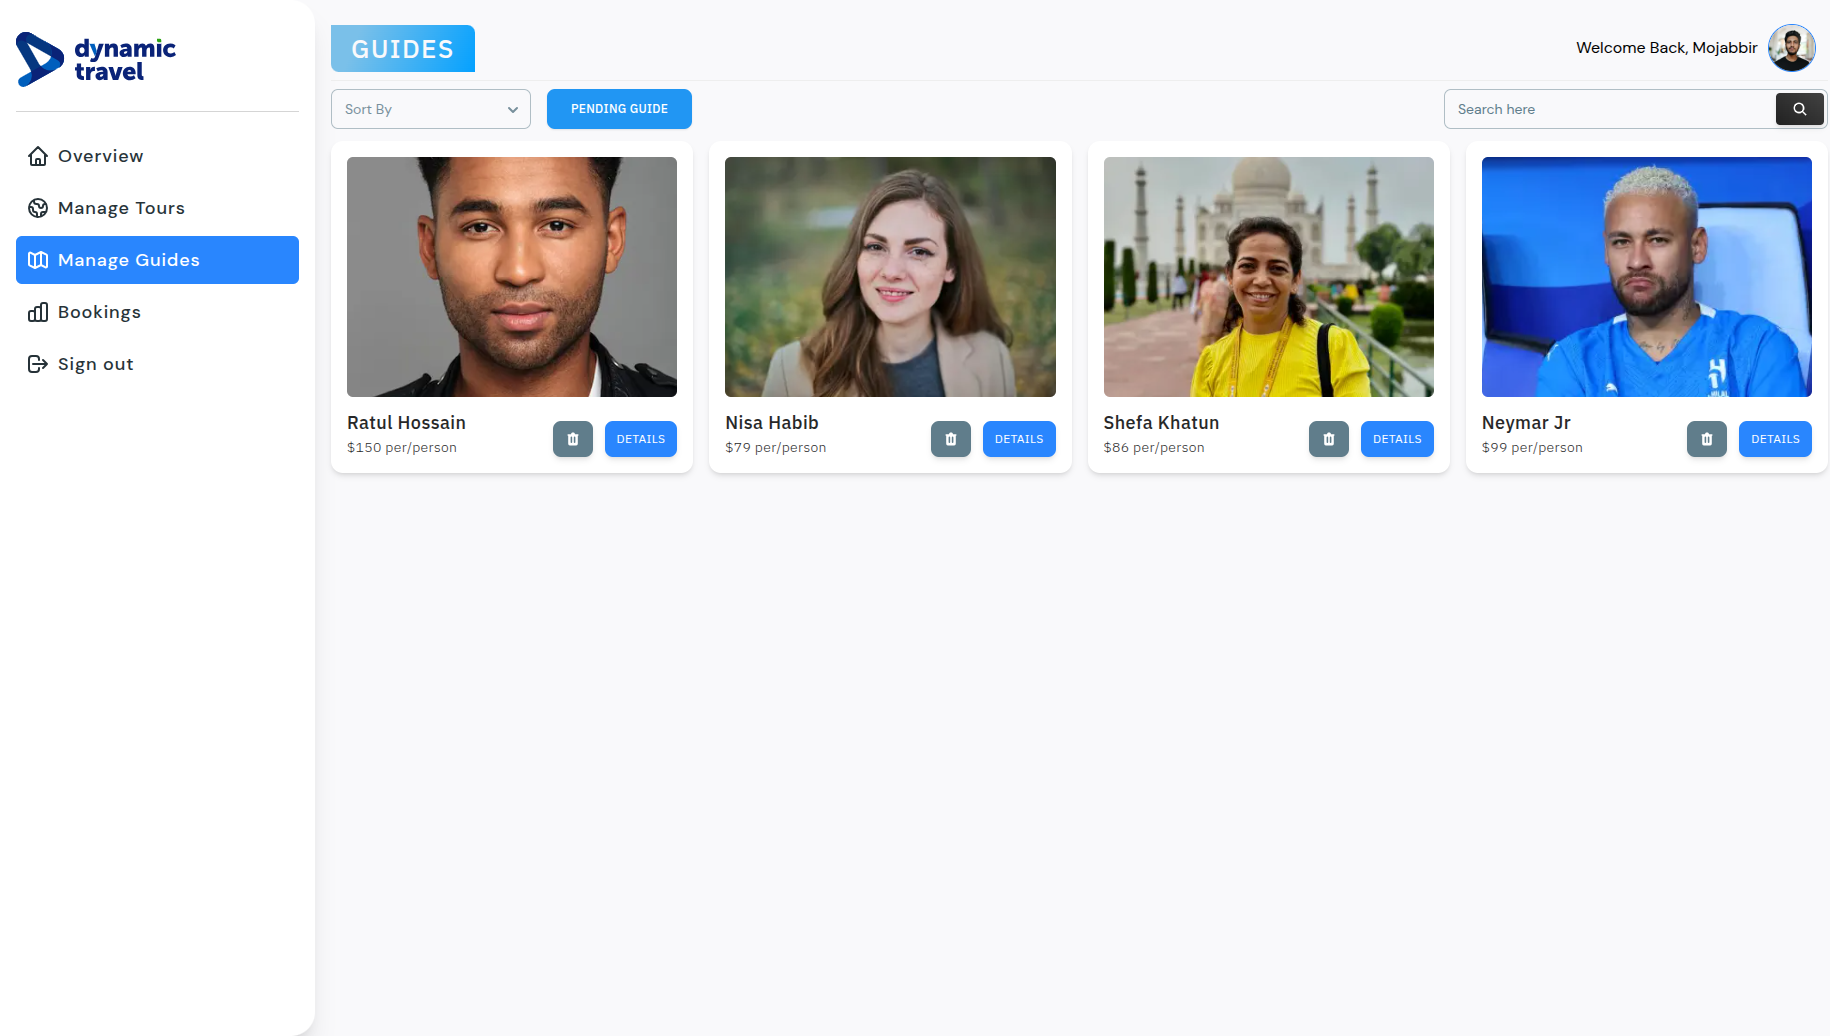 dynamic
travel
Overview
Manage Tours
Manage Guides
Bookings
Sign out
GUIDES
Welcome Back, Mojabbir
Sort By
PENDING GUIDE
Search here
Ratul Hossain
$150 per/person
DETAILS
Nisa Habib
$79 per/person
DETAILS
Shefa Khatun
$86 per/person
DETAILS
Neymar Jr
$99 per/person
DETAILS